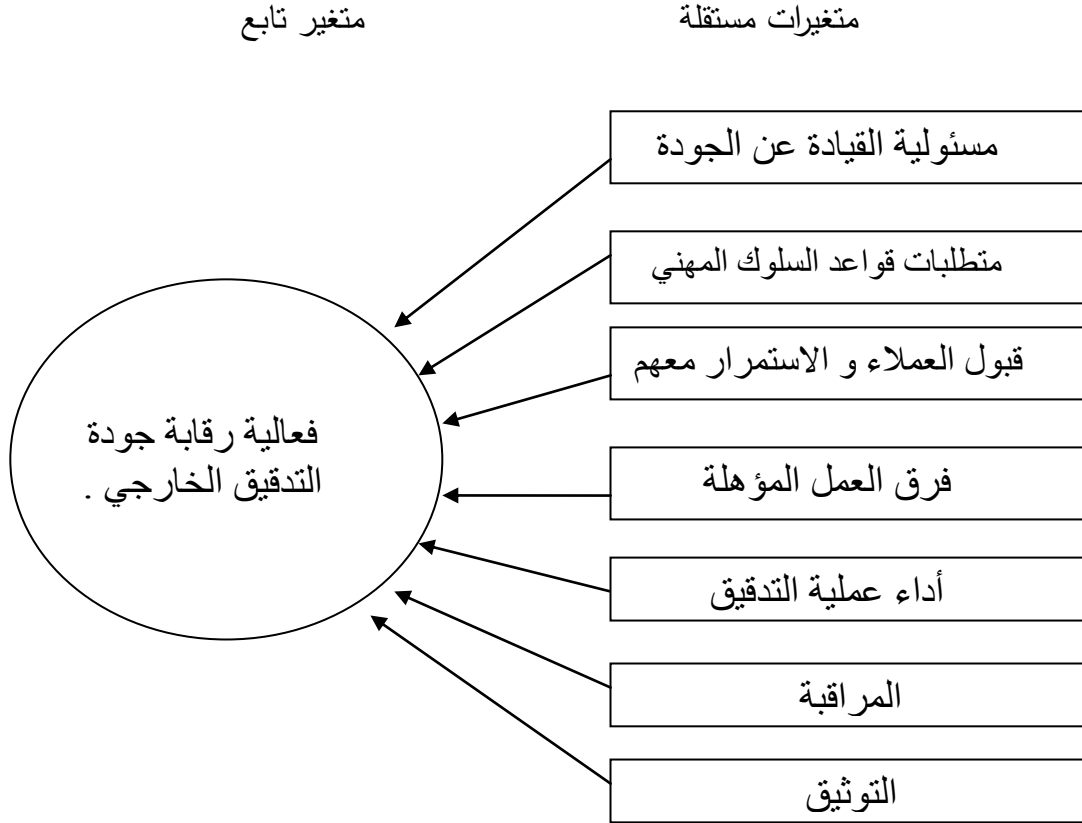 متغيرات مستقلة
متغير تابع
مسئولية القيادة عن الجودة
متطلبات قواعد السلوك المهني
قبول العملاء و الاستمرار معهم
فرق العمل المؤهلة
أداء عملية التدقيق
المراقبة
التوثيق
فعالية رقابة جودة
التدقيق الخارجي .